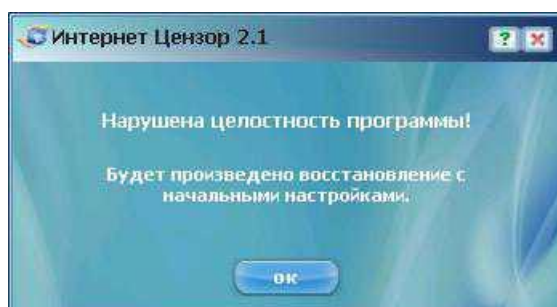 Интернет Цензор 2.1
Нарушена целостность программы!
Будет произведено восстановление с
начальными настройками.
ок